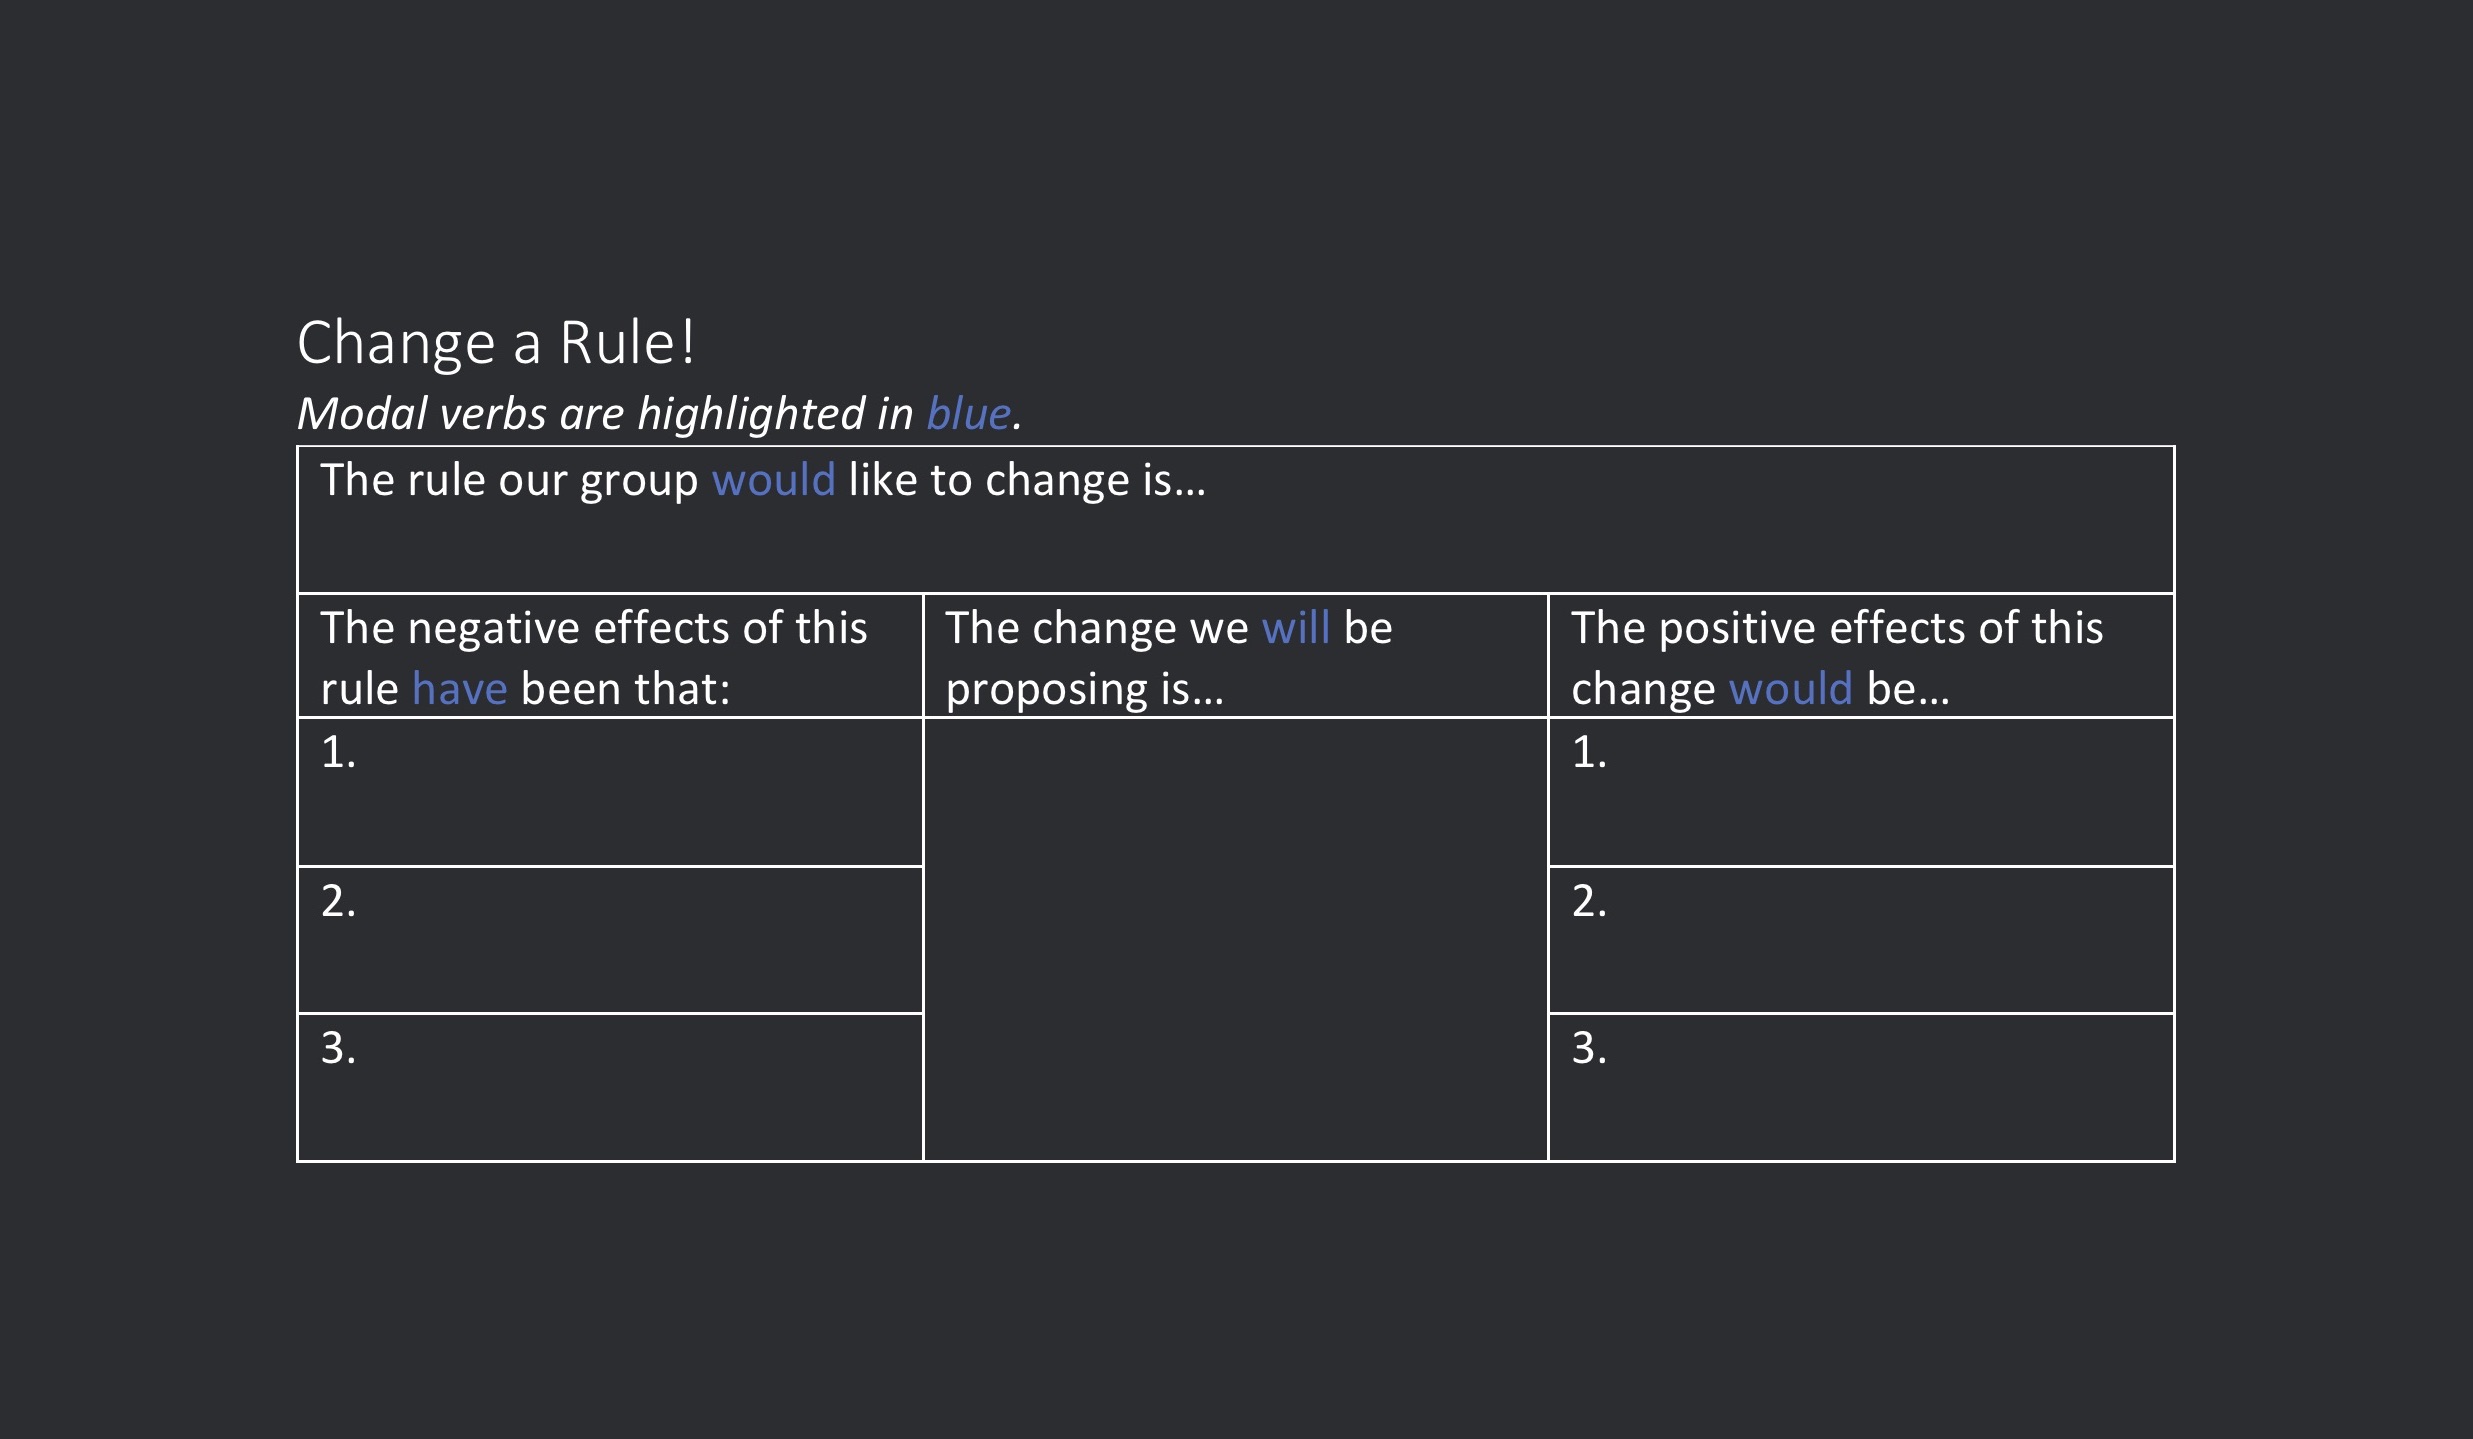 Change a Rule!
Modal verbs are highlighted in blue.
The rule our group would like to change is...
The negative effects of this
rule have been that:
The change we will be
proposing is...
The positive effects of this
change would be...
1.
1.
2.
2.
3.
3.